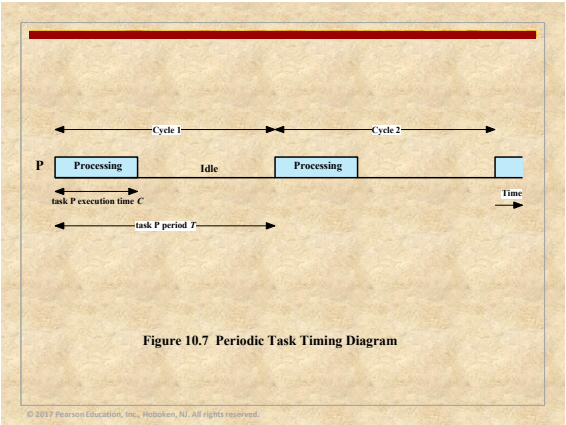 Cycle 1
Cycle 2
P
Processing
Idle
Processing
Time
task P execution time C
task P period T
Figure 10.7 Periodic Task Timing Diagram
© 2017 Pearson Education, Inc., Hoboken, NJ. All rights reserved.